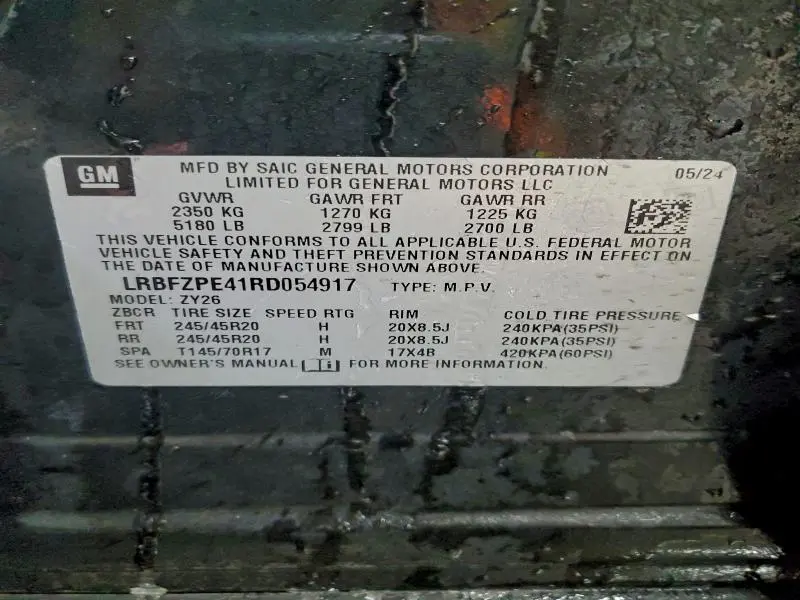 GM
MFD BY SAIC GENERAL MOTORS CORPORATION 05/24
LIMITED FOR GENERAL MOTORS LLC
GVWR GAWR FRT GAWR RR
2350 KG 1270 KG 1225 KG
5180 LB 2799 LB 2700 LB
THIS VEHICLE CONFORMS TO ALL APPLICABLE U.S. FEDERAL MOTOR
VEHICLE SAFETY AND THEFT PREVENTION STANDARDS IN EFFECT ON
THE DATE OF MANUFACTURE SHOWN ABOVE.
LRBFZPE41RD054917 TYPE: M.P.V.
MODEL: ZY26
ZBCR TIRE SIZE SPEED RTG RIM COLD TIRE PRESSURE
FRT 245/45R20 H 20X8.5J 240KPA(35PSI)
RR 245/45R20 H 20X8.5J 240KPA(35PSI)
SPA T145/70R17 M 17X4B 420KPA(60PSI)
SEE OWNER'S MANUAL i FOR MORE INFORMATION.